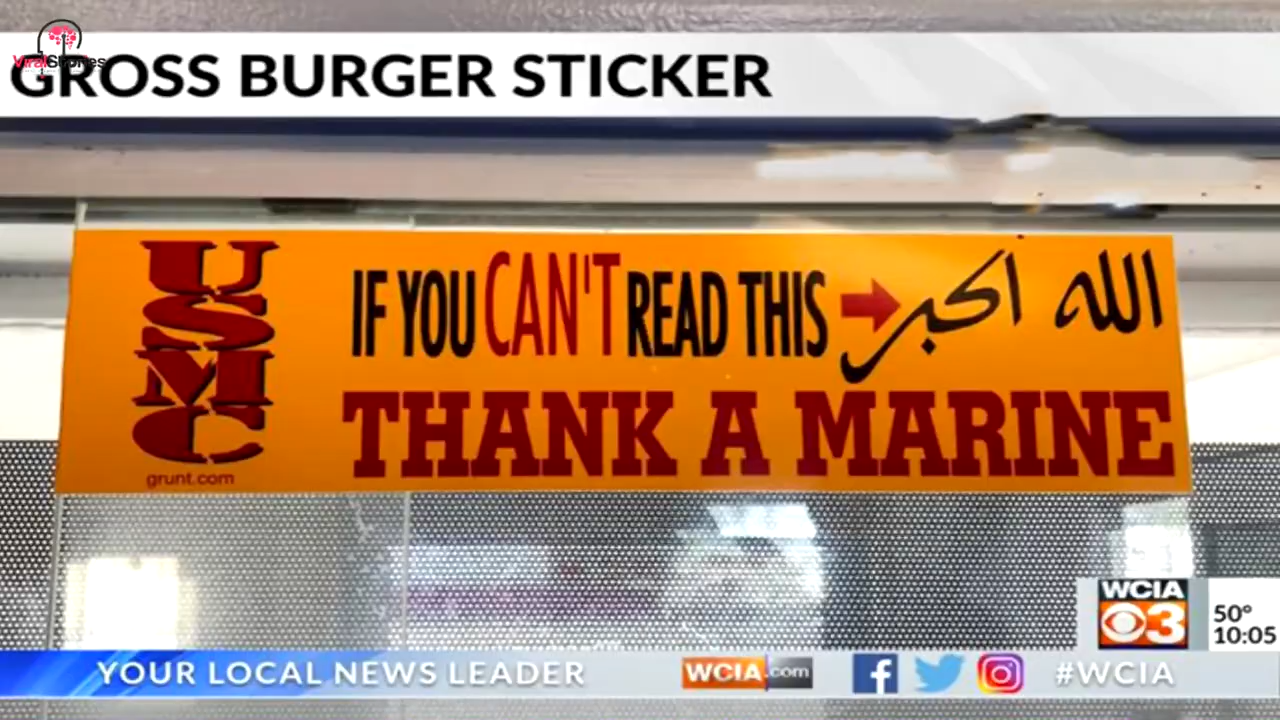 ViralStories
GROSS BURGER STICKER
USMC
grunt.com
IF YOU CAN'T READ THIS
الله اكبر
THANK A MARINE
WCIA
3
50°
10:05
YOUR LOCAL NEWS LEADER
WCIA.com
#WCIA